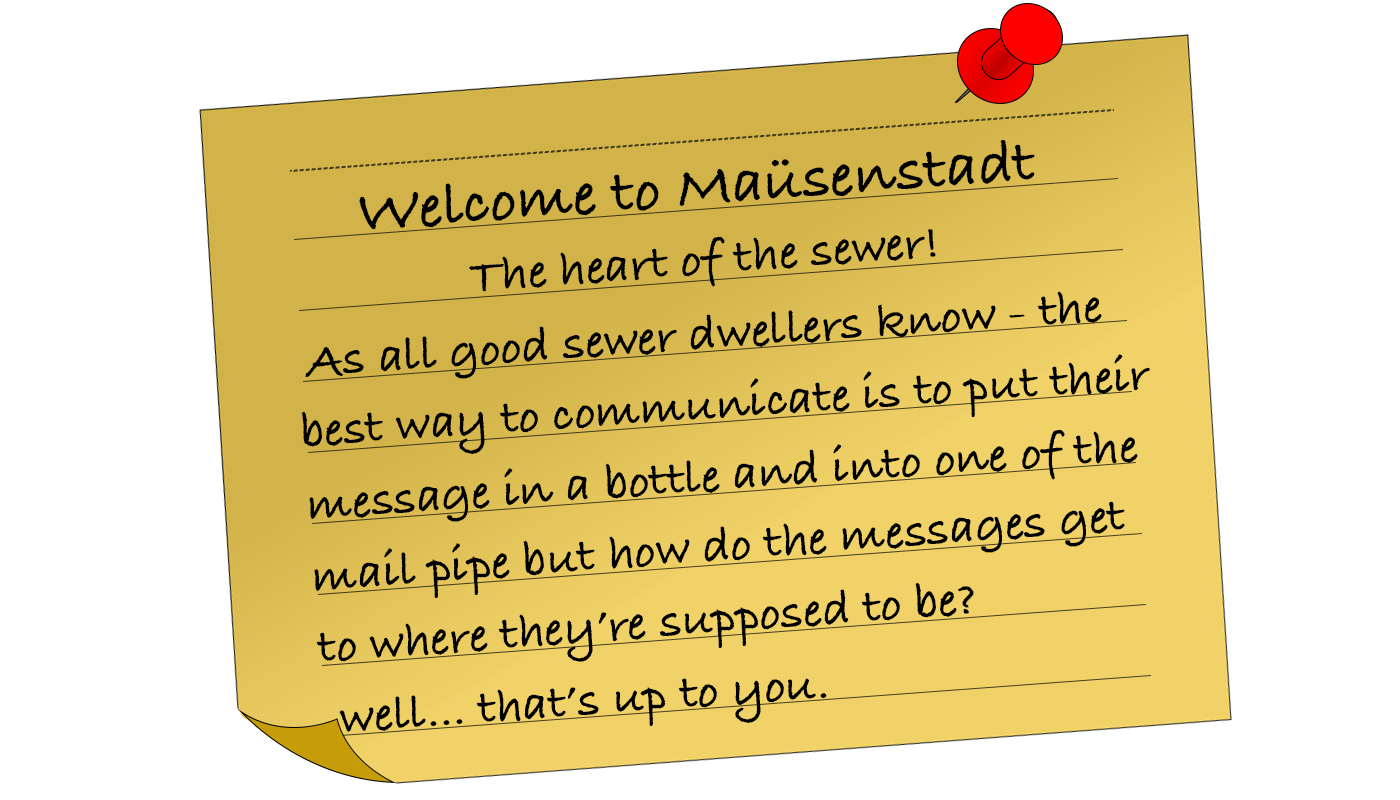 Welcome to Maüsenstadt
The heart of the sewer!
As all good sewer dwellers know - the
best way to communicate is to put their
message in a bottle and into one of the
mail pipe but how do the messages get
to where they're supposed to be?
well... that's up to you.